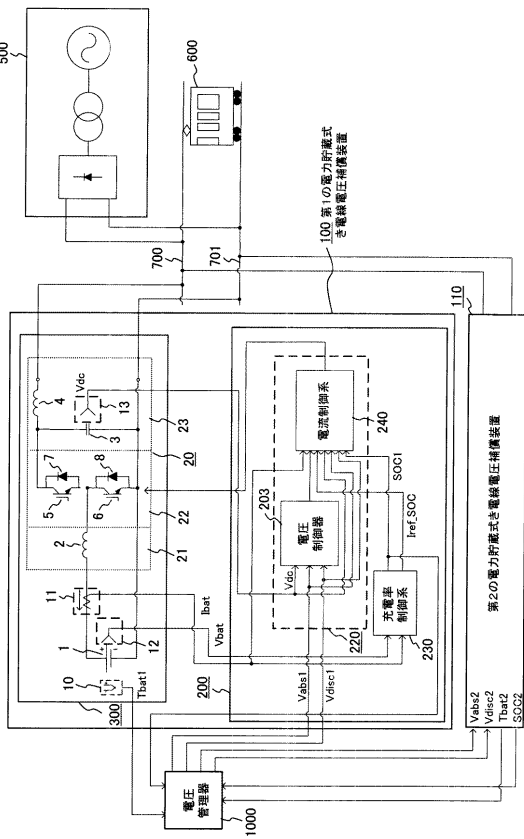 500
600
100 第1の電力貯蔵式
き電線電圧補償装置
700
701
110
4
Vdc
13
3
23
20
7
8
5
6
22
2
21
11
Ibat
1
12
Vbat
10
Tbat1
300
240
電流制御系
203
電圧
制御器
Vdc
SOC1
Iref_SOC
充電率
制御系
230
220
200
Vabs1
Vdisc1
電圧
管理器
1000
第2の電力貯蔵式き電線電圧補償装置
Vabs2
Vdisc2
Tbat2
SOC2